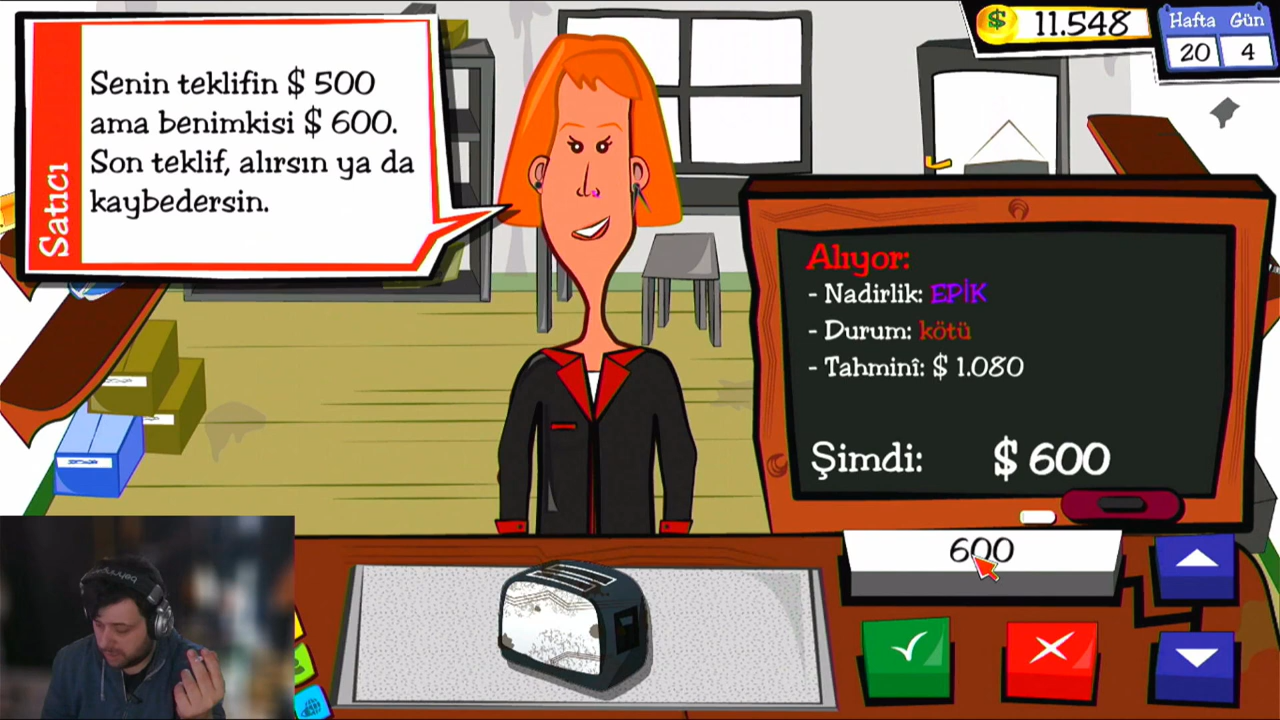 Senin teklifin $ 500
ama benimkisi $ 600.
Son teklif, alırsın ya da
kaybedersin.
Satıcı
$ 11.548
Hafta Gün
20 4
Alıyor:
- Nadirlik: EPİK
- Durum: kötü
- Tahminî: $ 1.080
Şimdi: $ 600
600